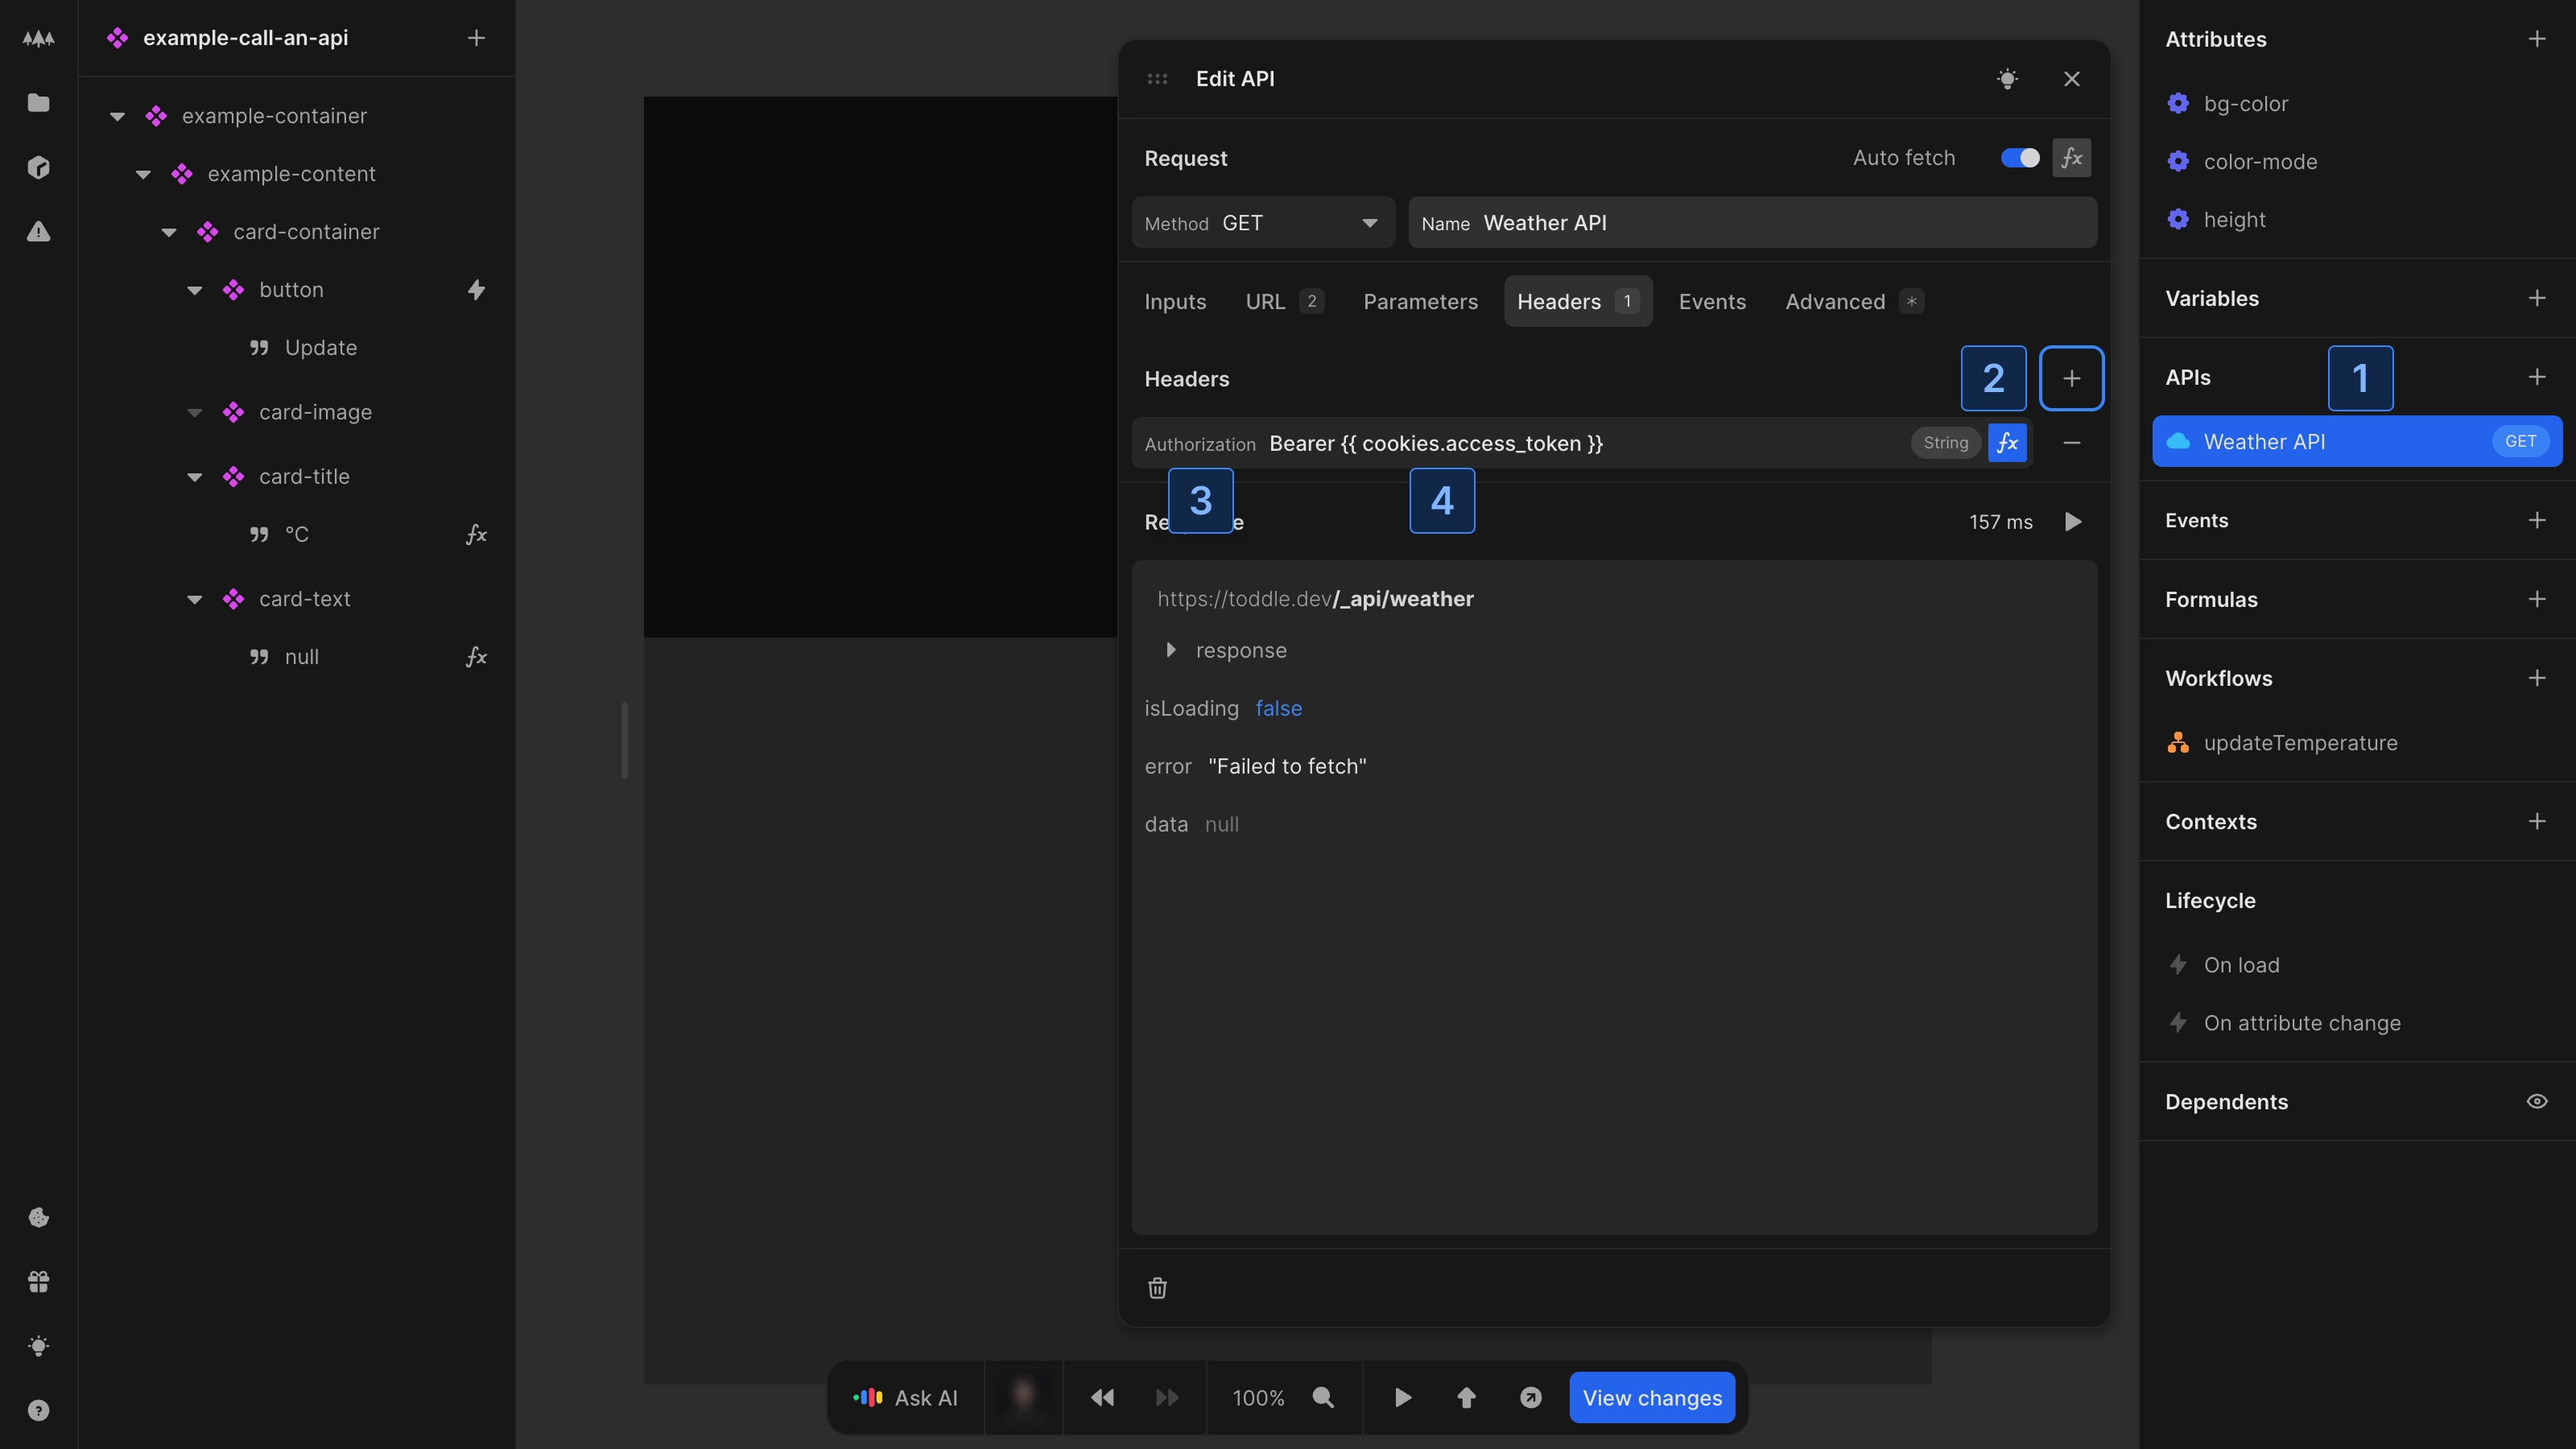 example-call-an-api
example-container
example-content
card-container
button
Update
card-image
card-title
°C
card-text
null
Edit API
Request
Auto fetch
Method GET
Name Weather API
Inputs
URL 2
Parameters
Headers 1
Events
Advanced *
Headers
2
Authorization Bearer {{ cookies.access_token }} String fx
3
4
157 ms
https://toddle.dev/_api/weather
response
isLoading false
error "Failed to fetch"
data null
Ask AI
100%
View changes
Attributes
bg-color
color-mode
height
Variables
APIs
1
Weather API GET
Events
Formulas
Workflows
updateTemperature
Contexts
Lifecycle
On load
On attribute change
Dependents